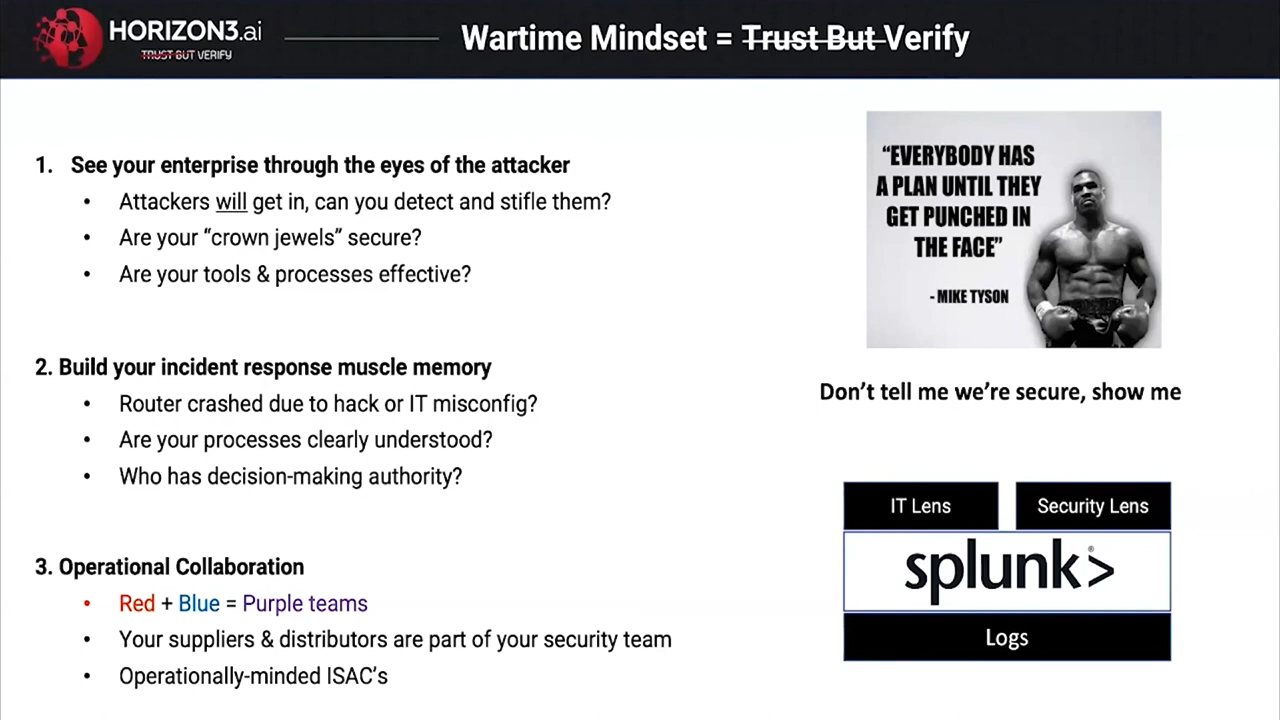 HORIZON3.ai
TRUST BUT VERIFY
Wartime Mindset = Trust But Verify
1. See your enterprise through the eyes of the attacker
• Attackers will get in, can you detect and stifle them?
• Are your “crown jewels” secure?
• Are your tools & processes effective?
2. Build your incident response muscle memory
• Router crashed due to hack or IT misconfig?
• Are your processes clearly understood?
• Who has decision-making authority?
3. Operational Collaboration
• Red + Blue = Purple teams
• Your suppliers & distributors are part of your security team
• Operationally-minded ISAC’s
“EVERYBODY HAS
A PLAN UNTIL THEY
GET PUNCHED IN
THE FACE”
- MIKE TYSON
Don’t tell me we’re secure, show me
IT Lens
Security Lens
splunk>®
Logs